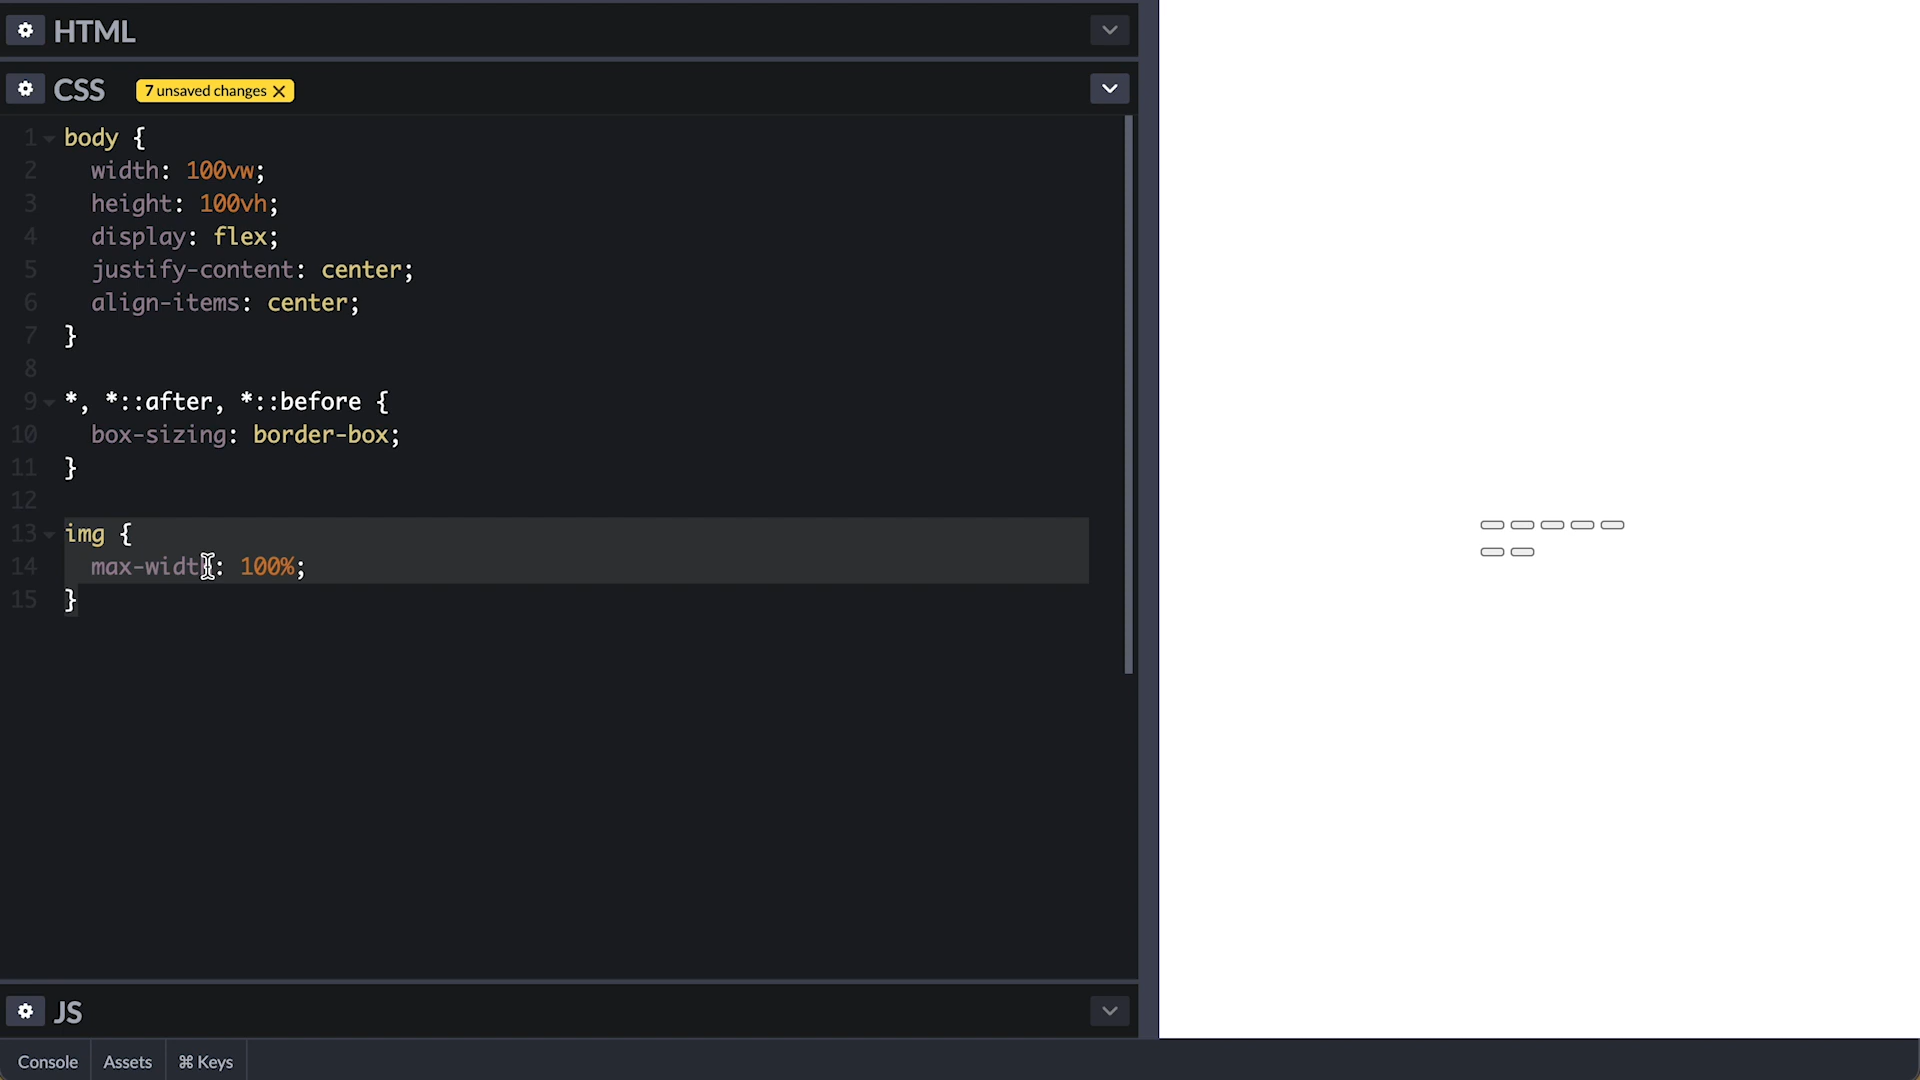 HTML
CSS 7 unsaved changes
1 body {
2 width: 100vw;
3 height: 100vh;
4 display: flex;
5 justify-content: center;
6 align-items: center;
7 }
8
9 *, *::after, *::before {
10 box-sizing: border-box;
11 }
12
13 img {
14 max-width: 100%;
15 }
JS
Console Assets ⌘ Keys